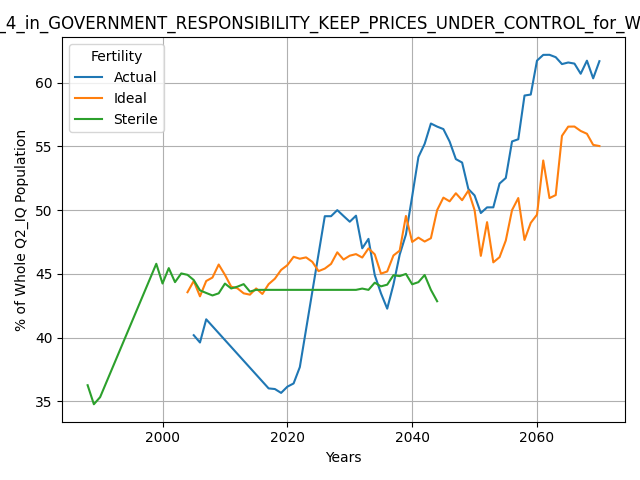 _4_in_GOVERNMENT_RESPONSIBILITY_KEEP_PRICES_UNDER_CONTROL_for_W
Fertility
Actual
Ideal
Sterile
% of Whole Q2_IQ Population
60
55
50
45
40
35
2000
2020
2040
2060
Years